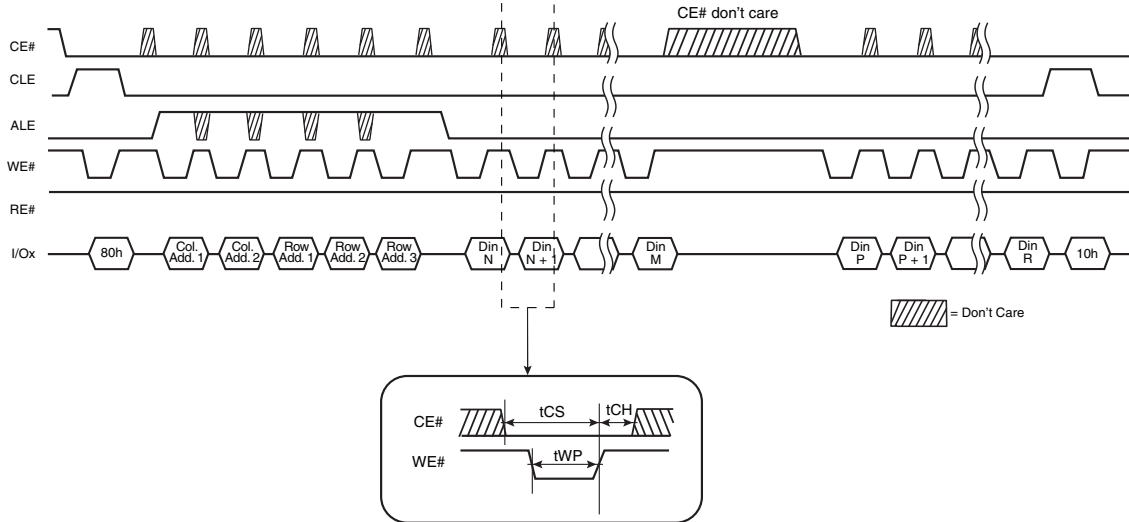 CE# don't care
CE#
CLE
ALE
WE#
RE#
I/Ox
80h
Col.
Add. 1
Col.
Add. 2
Row
Add. 1
Row
Add. 2
Row
Add. 3
Din
N
Din
N + 1
Din
M
Din
P
Din
P + 1
Din
R
10h
= Don't Care
CE#
tCS
tCH
WE#
tWP